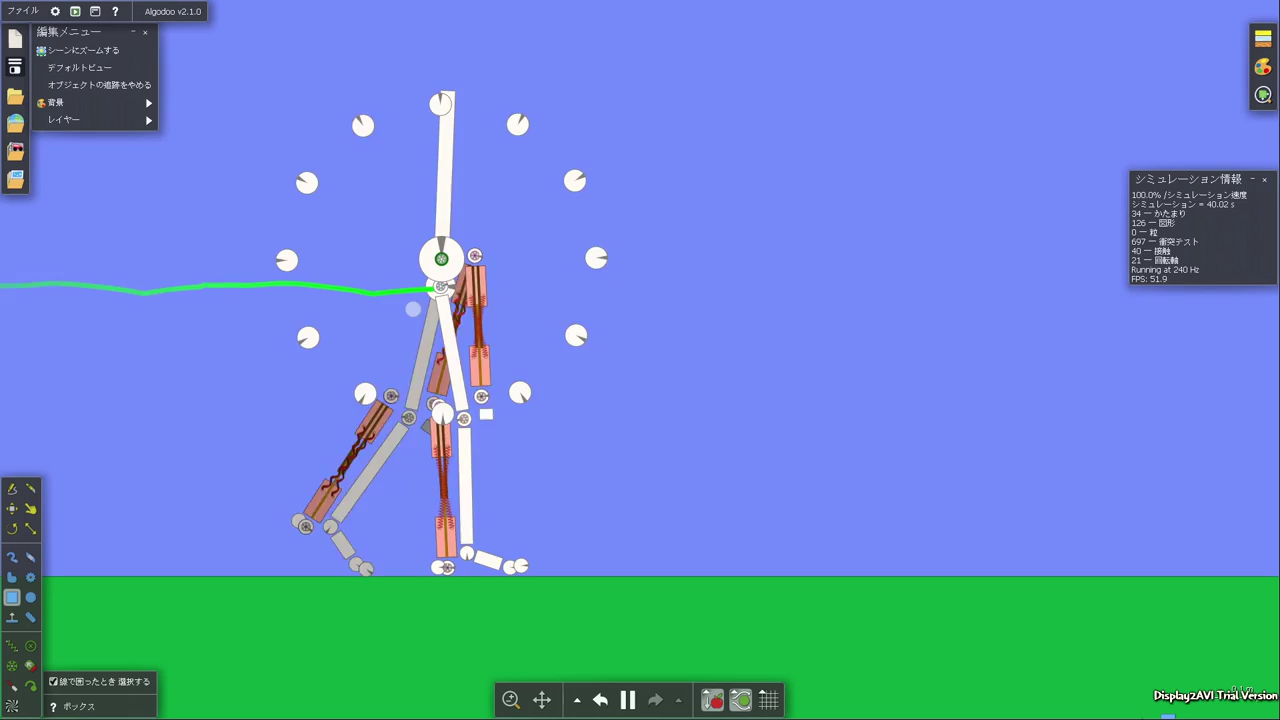 ファイル
?
Algodoo v2.1.0
編集メニュー
シーンにズームする
デフォルトビュー
オブジェクトの追跡をやめる
背景
レイヤー
シミュレーション情報
100.0% /シミュレーション速度
シミュレーション = 40.02 s
34 — かたまり
126 — 図形
0 — 粒
697 — 衝突テスト
40 — 接触
21 — 回転軸
Running at 240 Hz
FPS: 51.9
線で囲ったとき 選択する
? ボックス
Display2AVI Trial Version